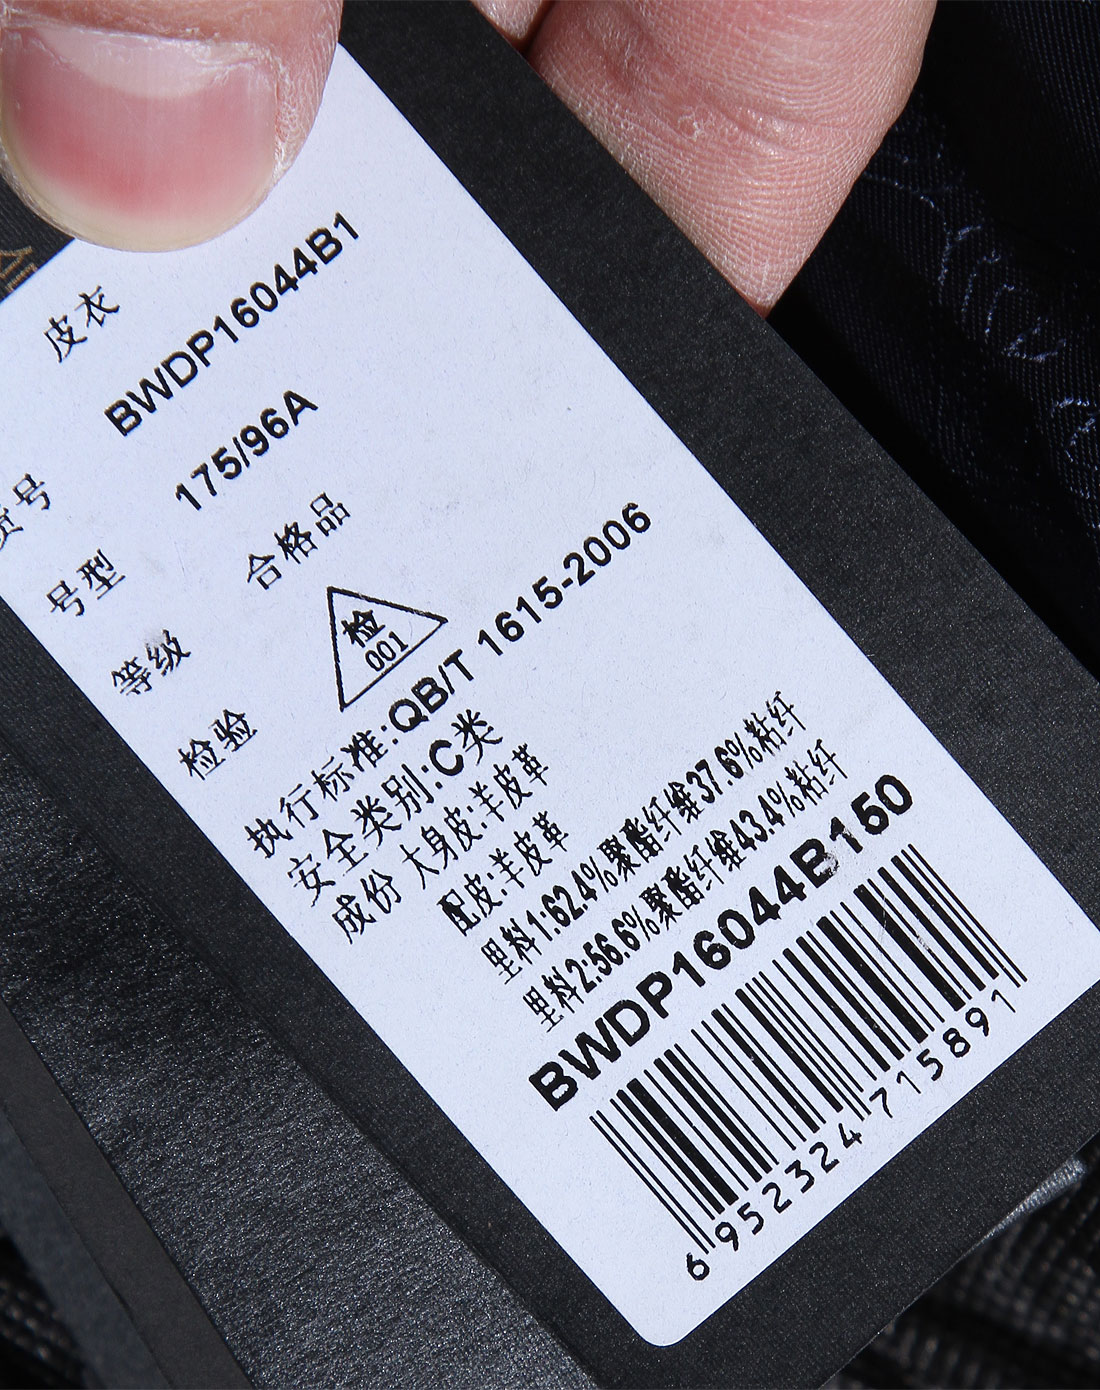 皮衣
货号 BWDP16044B1
号型 175/96A
等级 合格品
检验 检 001
执行标准:QB/T 1615-2006
安全类别:C类
成份 大身皮:羊皮革
配皮:羊皮革
里料1:62.4%聚酯纤维37.6%粘纤
里料2:56.6%聚酯纤维43.4%粘纤
BWDP16044B150
6 952324 715891